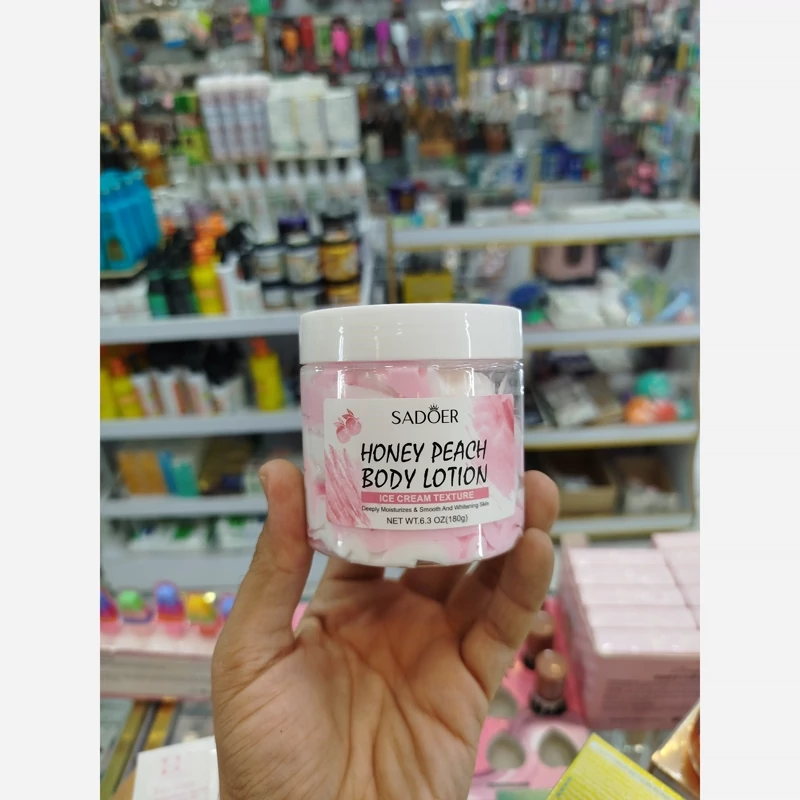 SADOER
HONEY PEACH
BODY LOTION
ICE CREAM TEXTURE
Deeply Moisturizes & Smooth And Whitening Skin
NET WT.6.3 OZ(180g)